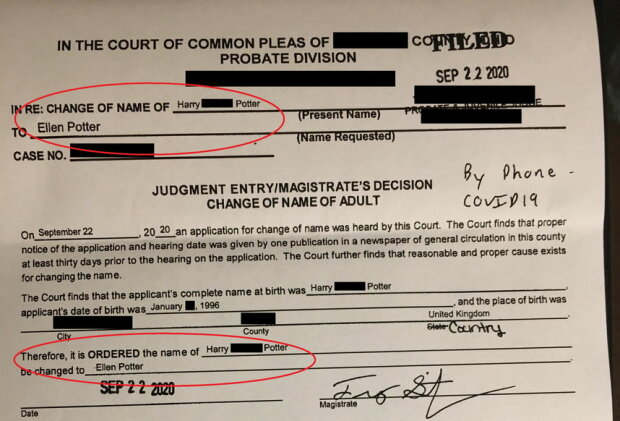 IN THE COURT OF COMMON PLEAS OF COUNTY, O O
FILED
PROBATE DIVISION
SEP 22 2020
IN RE: CHANGE OF NAME OF Harry Potter
(Present Name)
PROBATE & JUVENILE JUDGE
TO Ellen Potter
(Name Requested)
CASE NO.
By Phone -
COVID19
JUDGMENT ENTRY/MAGISTRATE'S DECISION
CHANGE OF NAME OF ADULT
On September 22, 20 20 an application for change of name was heard by this Court. The Court finds that proper
notice of the application and hearing date was given by one publication in a newspaper of general circulation in this county
at least thirty days prior to the hearing on the application. The Court further finds that reasonable and proper cause exists
for changing the name.
The Court finds that the applicant's complete name at birth was Harry Potter
applicant's date of birth was January , 1996, and the place of birth was
United Kingdom
City County State Country
Therefore, it is ORDERED the name of Harry Potter
be changed to Ellen Potter
SEP 22 2020
Date
Magistrate